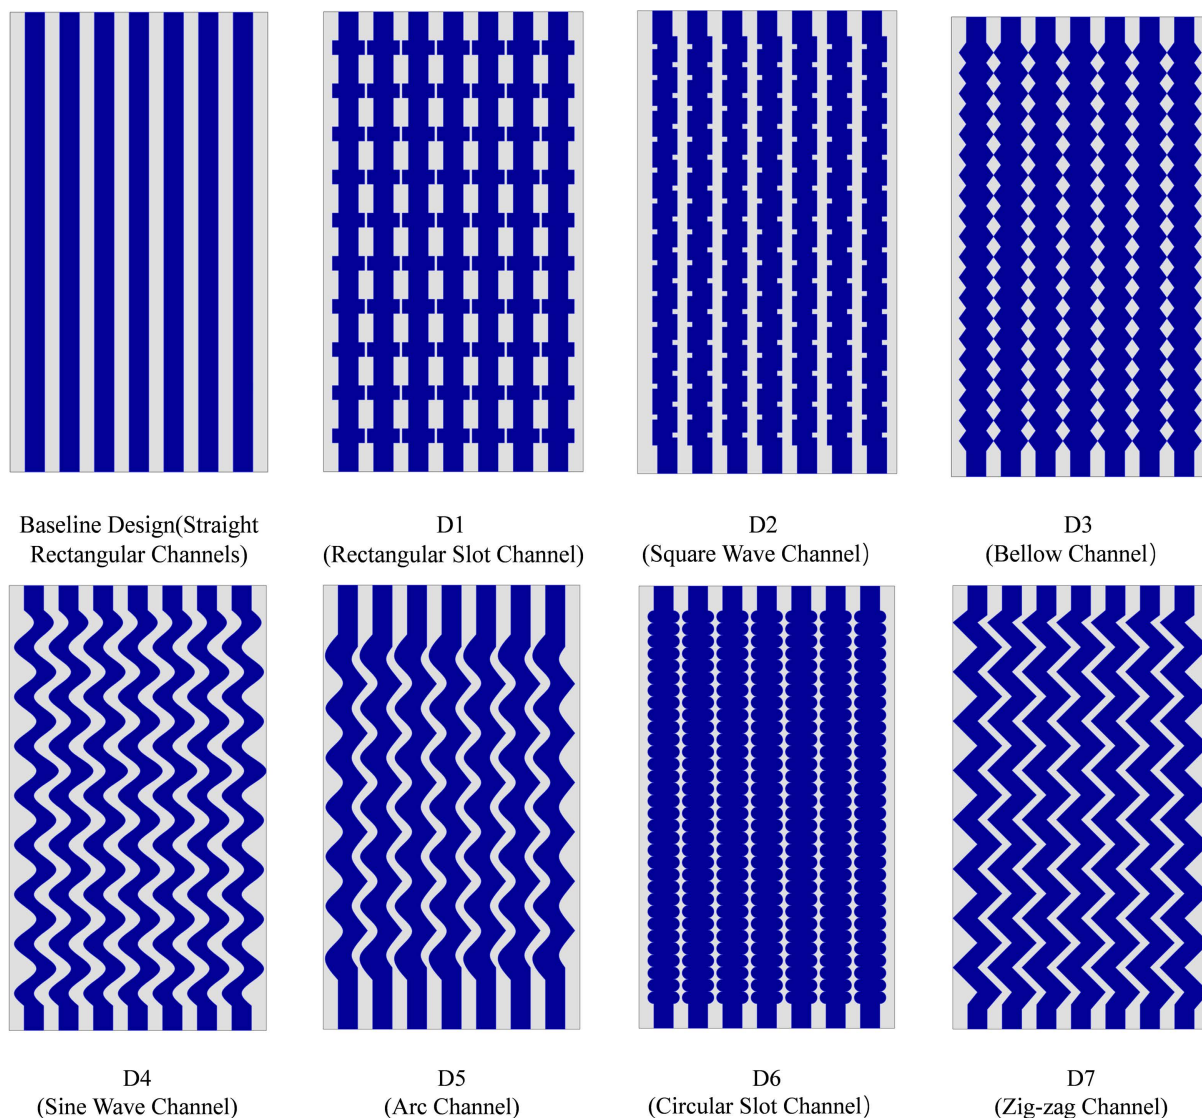 Baseline Design(Straight
Rectangular Channels)
D1
(Rectangular Slot Channel)
D2
(Square Wave Channel）
D3
(Bellow Channel）
D4
(Sine Wave Channel)
D5
(Arc Channel)
D6
(Circular Slot Channel）
D7
(Zig-zag Channel)